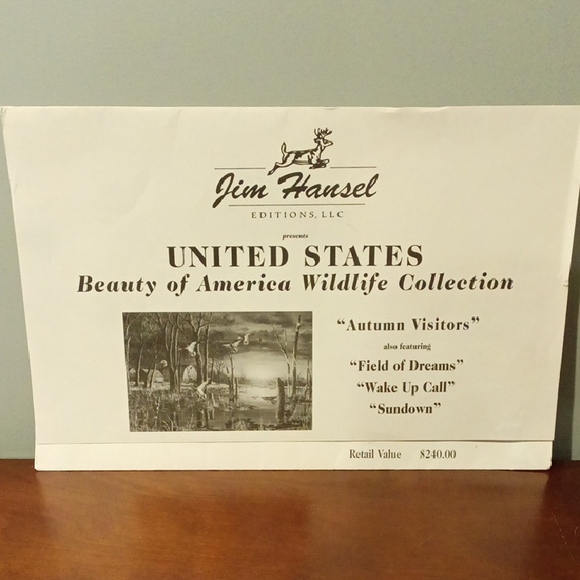 Jim Hansel
EDITIONS, LLC
presents
UNITED STATES
Beauty of America Wildlife Collection
"Autumn Visitors"
also featuring
"Field of Dreams"
"Wake Up Call"
"Sundown"
Retail Value $240.00